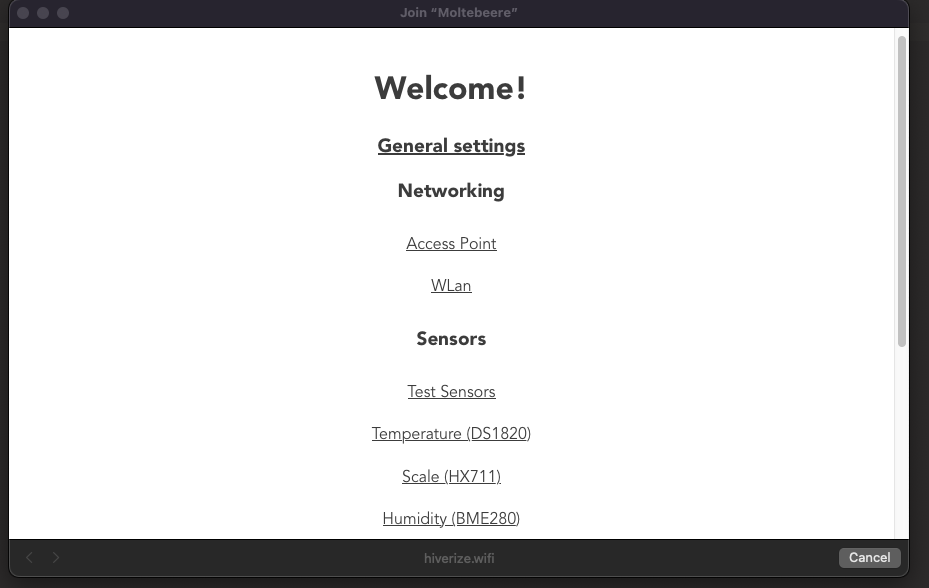 Join “Moltebeere”
Welcome!
General settings
Networking
Access Point
WLan
Sensors
Test Sensors
Temperature (DS1820)
Scale (HX711)
Humidity (BME280)
hiverize.wifi
Cancel